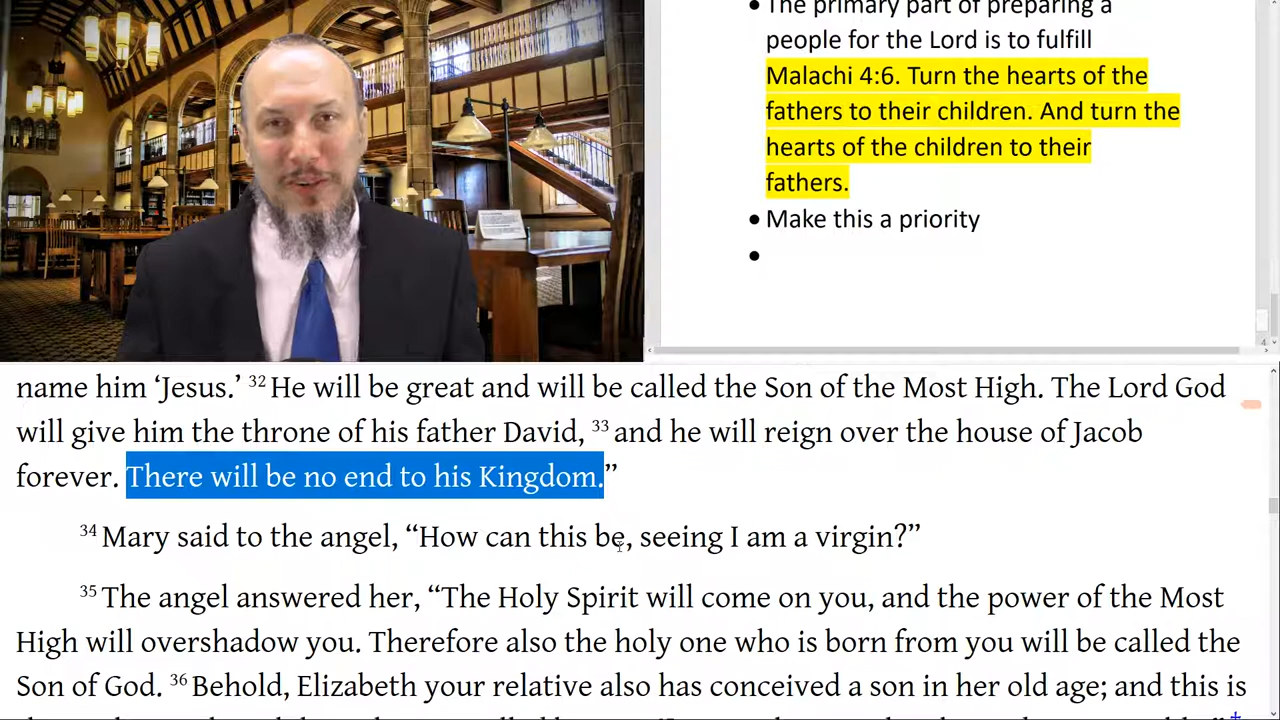 The primary part of preparing a
people for the Lord is to fulfill
Malachi 4:6. Turn the hearts of the
fathers to their children. And turn the
hearts of the children to their
fathers.
Make this a priority
name him ‘Jesus.’ 32 He will be great and will be called the Son of the Most High. The Lord God
will give him the throne of his father David, 33 and he will reign over the house of Jacob
forever. There will be no end to his Kingdom.”
34 Mary said to the angel, “How can this be, seeing I am a virgin?”
35 The angel answered her, “The Holy Spirit will come on you, and the power of the Most
High will overshadow you. Therefore also the holy one who is born from you will be called the
Son of God. 36 Behold, Elizabeth your relative also has conceived a son in her old age; and this is